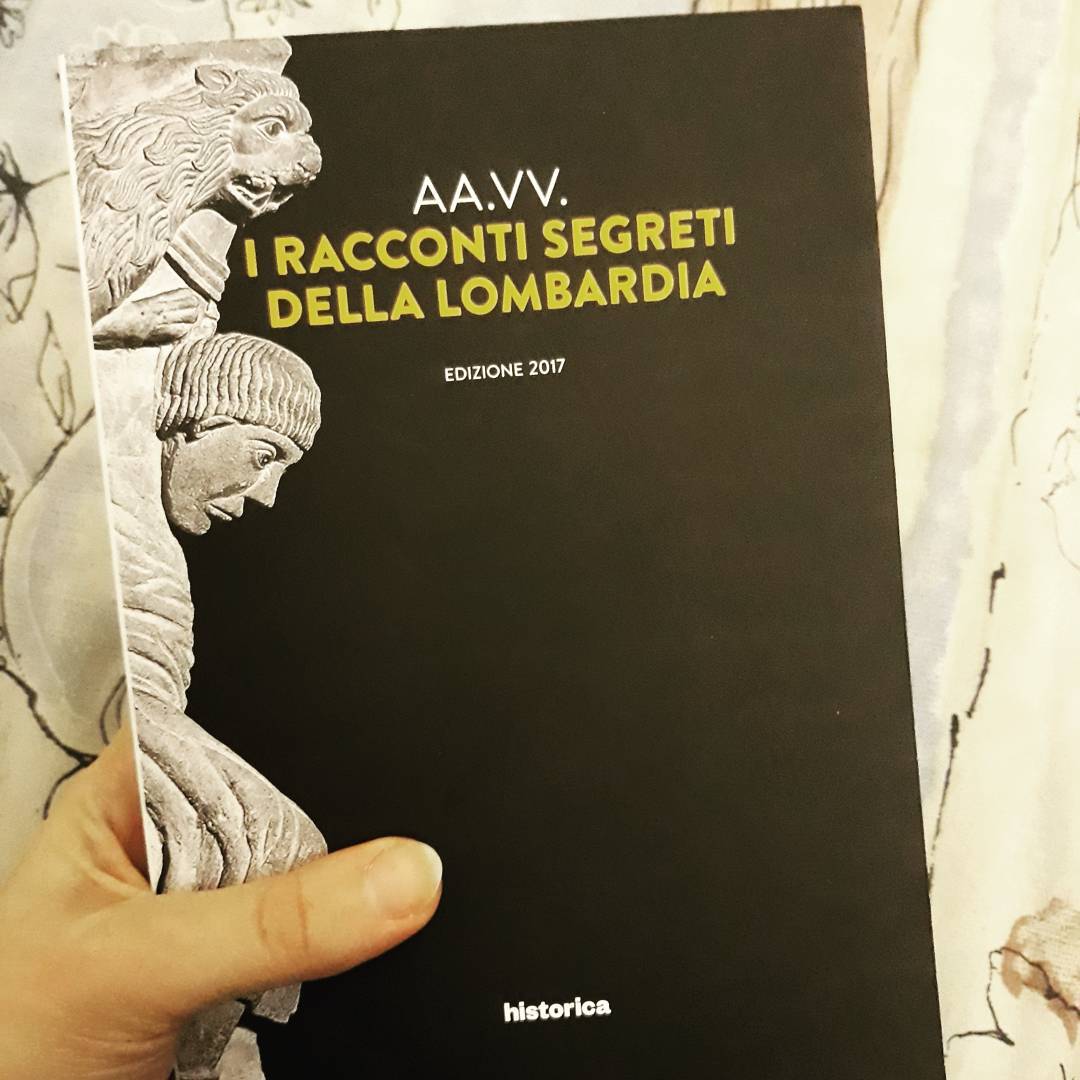 AA.VV.
I RACCONTI SEGRETI
DELLA LOMBARDIA
EDIZIONE 2017
historica